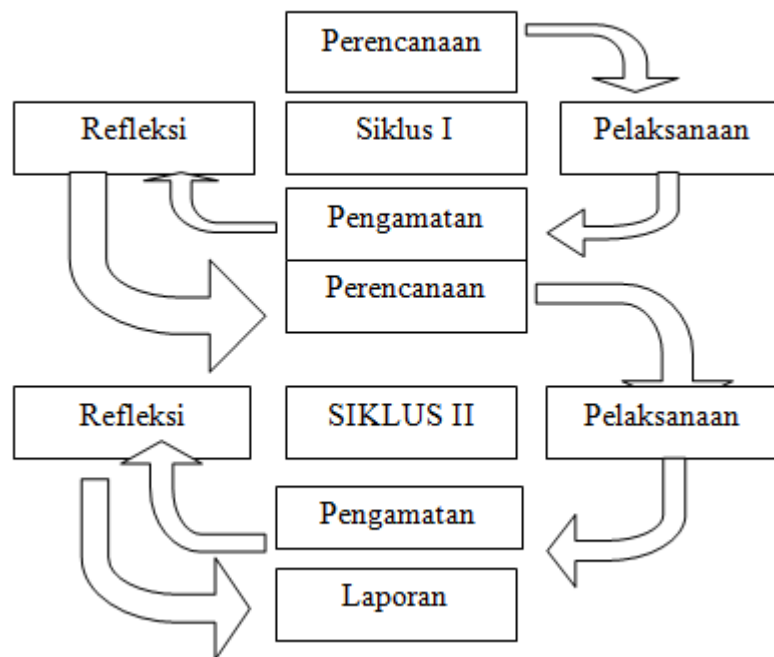 Perencanaan
Refleksi
Siklus I
Pelaksanaan
Pengamatan
Perencanaan
Refleksi
SIKLUS II
Pelaksanaan
Pengamatan
Laporan